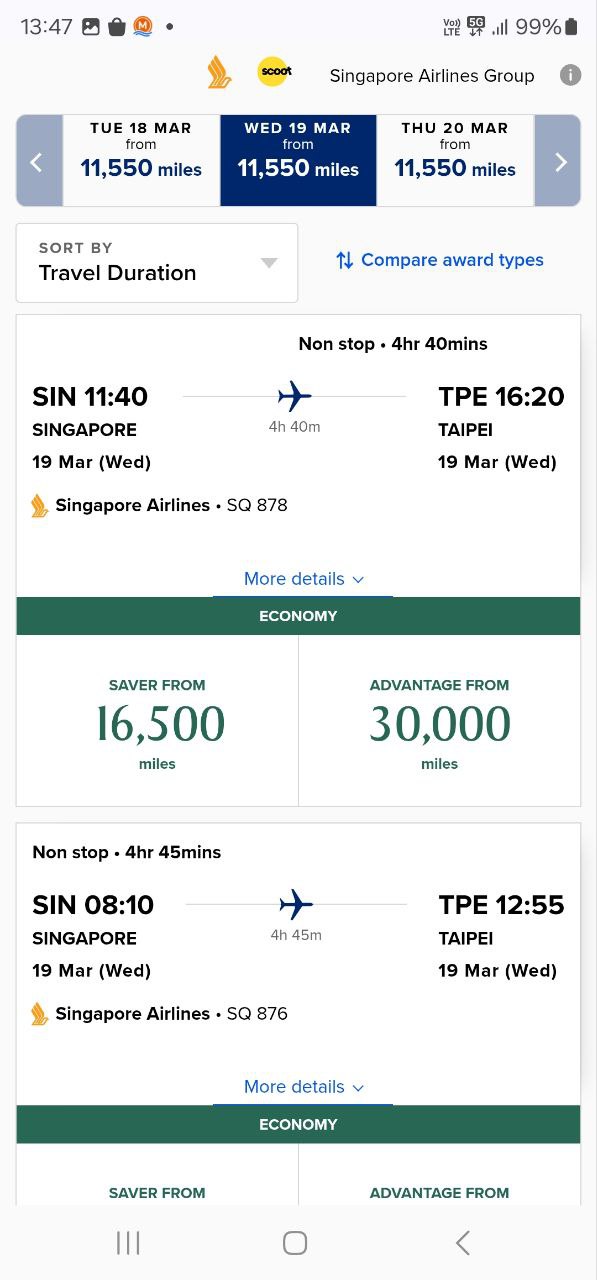 13:47
Vo)) LTE 5G 99%
scoot Singapore Airlines Group i
TUE 18 MAR
from
11,550 miles
WED 19 MAR
from
11,550 miles
THU 20 MAR
from
11,550 miles
SORT BY
Travel Duration
Compare award types
Non stop • 4hr 40mins
SIN 11:40
SINGAPORE
19 Mar (Wed)
4h 40m
TPE 16:20
TAIPEI
19 Mar (Wed)
Singapore Airlines • SQ 878
More details
ECONOMY
SAVER FROM
16,500
miles
ADVANTAGE FROM
30,000
miles
Non stop • 4hr 45mins
SIN 08:10
SINGAPORE
19 Mar (Wed)
4h 45m
TPE 12:55
TAIPEI
19 Mar (Wed)
Singapore Airlines • SQ 876
More details
ECONOMY
SAVER FROM
ADVANTAGE FROM